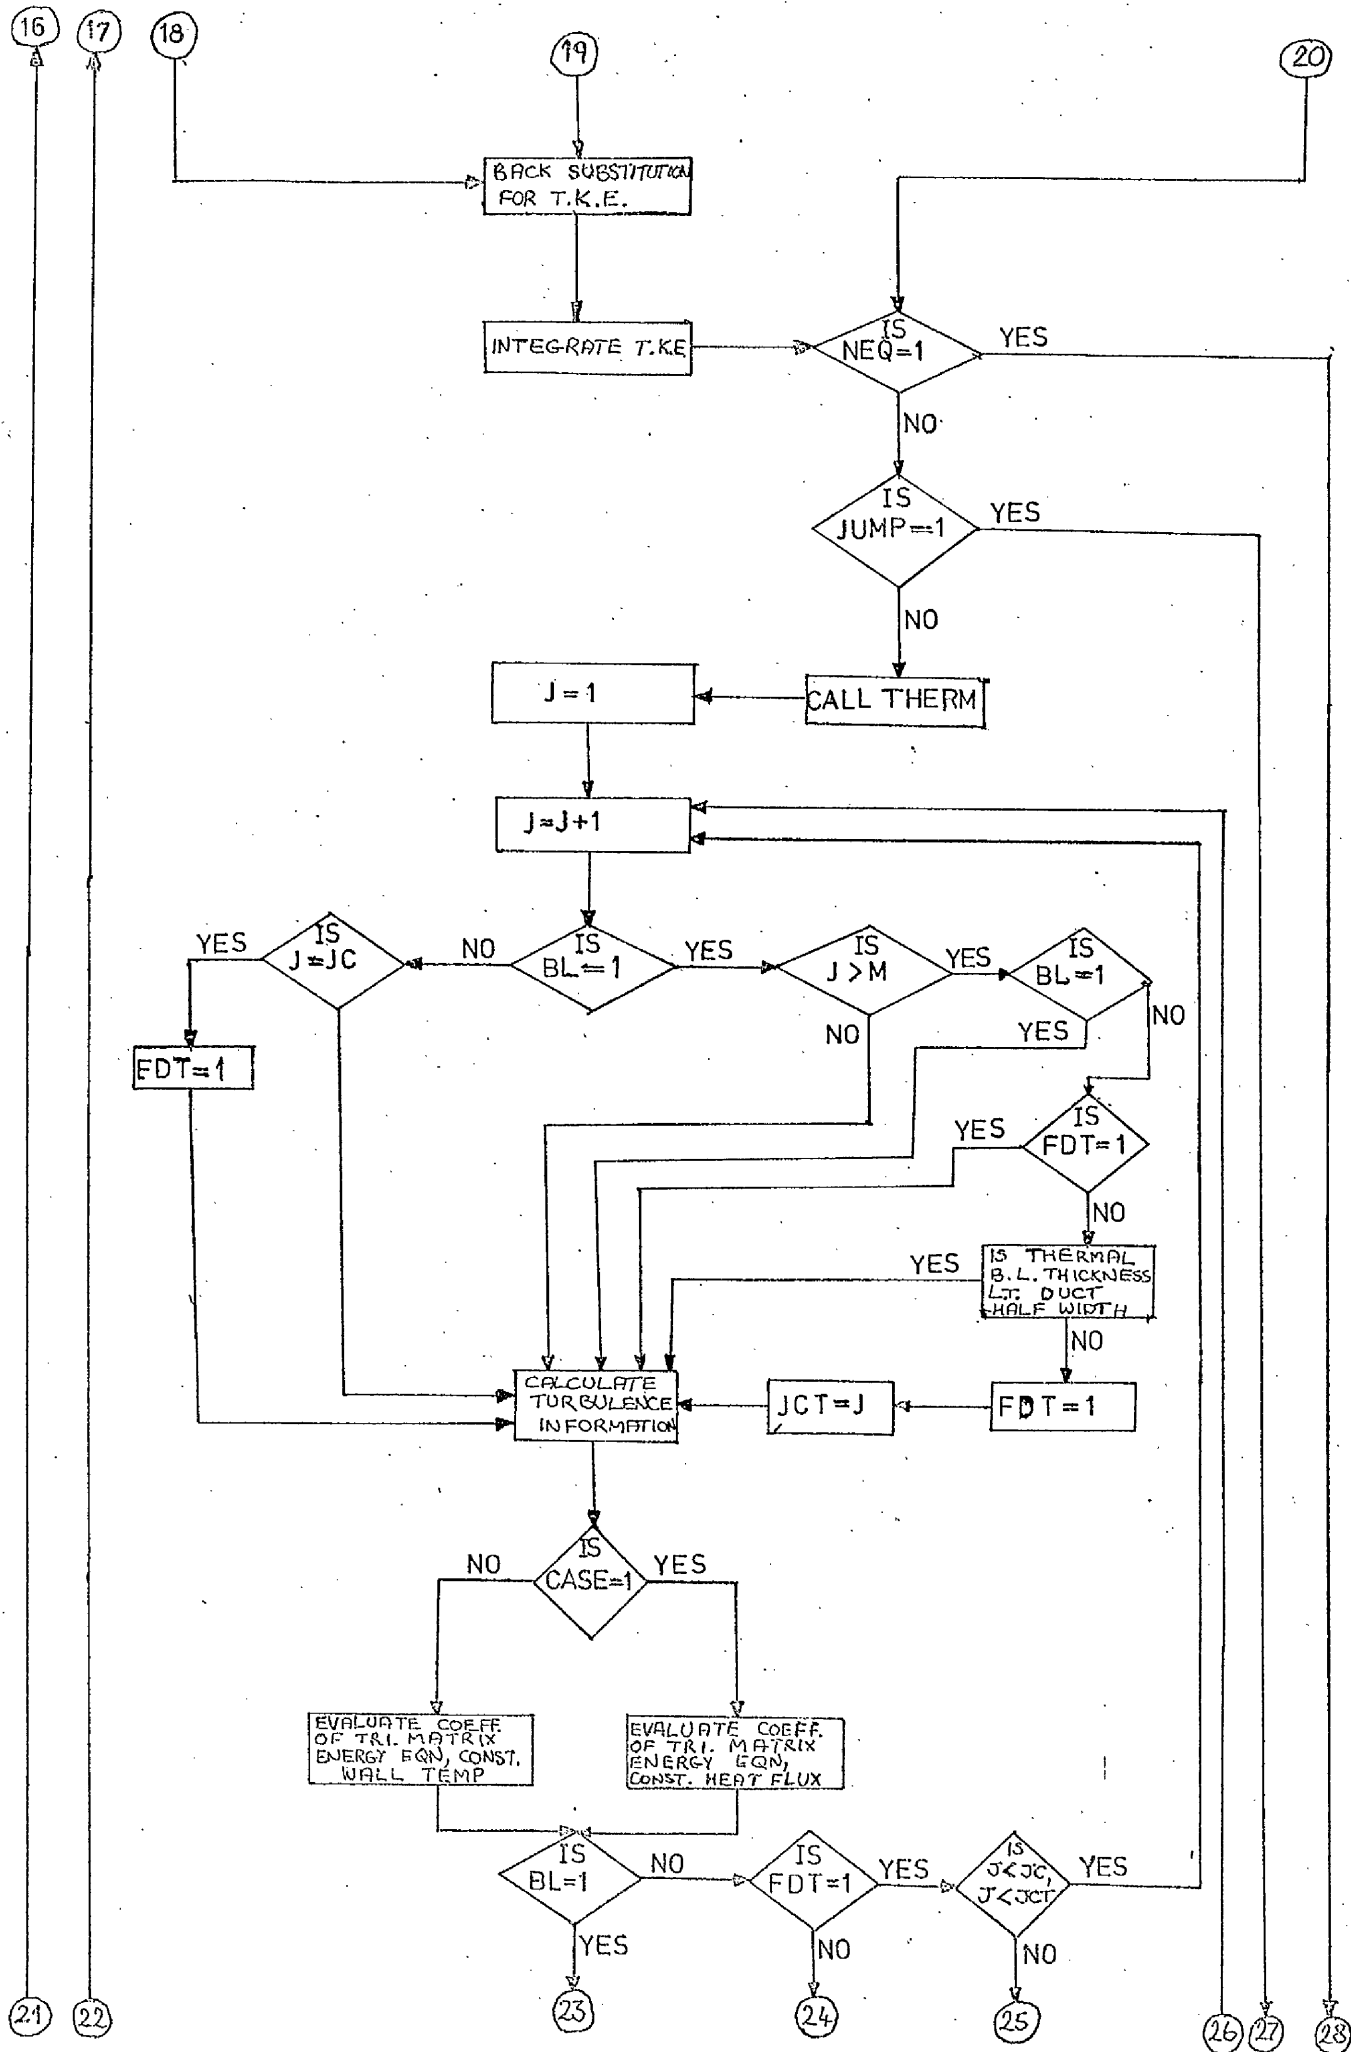 16
17
18
19
20
BACK SUBSTITUTION
FOR T.K.E.
INTEGRATE T.K.E
IS
NEQ=1
YES
NO
IS
JUMP=1
YES
NO
CALL THERM
J=1
J=J+1
IS
J=JC
YES
NO
IS
BL=1
YES
IS
J>M
YES
NO
IS
BL=1
YES
NO
FDT=1
IS
FDT=1
YES
NO
IS THERMAL
B.L. THICKNESS
L.T. DUCT
HALF WIDTH
YES
NO
CALCULATE
TURBULENCE
INFORMATION
JCT=J
FDT=1
IS
CASE=1
NO
YES
EVALUATE COEFF.
OF TRI. MATRIX
ENERGY EQN, CONST.
WALL TEMP
EVALUATE COEFF.
OF TRI. MATRIX
ENERGY EQN,
CONST. HEAT FLUX
IS
BL=1
NO
YES
IS
FDT=1
YES
NO
IS
J<JC,
J<JCT
YES
NO
21
22
23
24
25
26
27
28